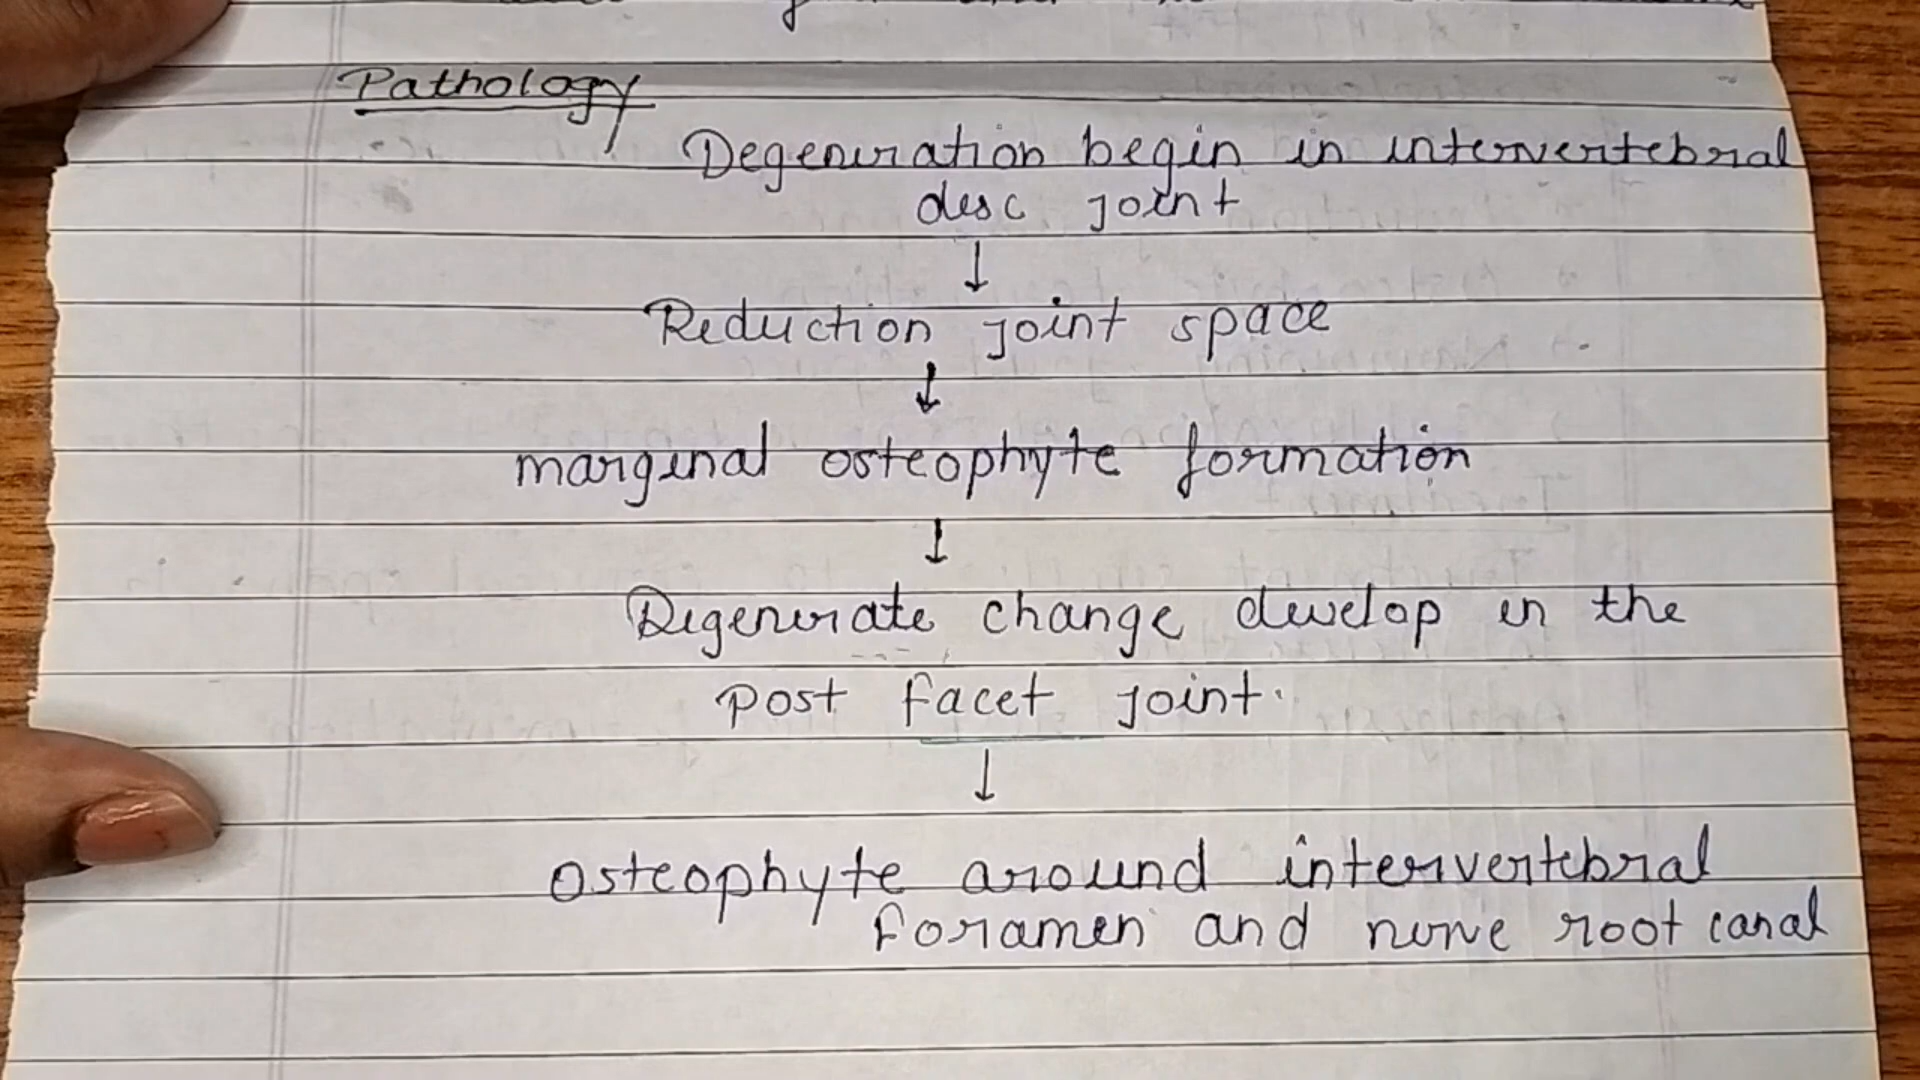 Pathology
Degeneration begin in intervertebral
disc joint
↓
Reduction joint space
↓
marginal osteophyte formation
↓
Degenerate change develop in the
post facet joint.
↓
Osteophyte around intervertebral
foramen and nerve root canal